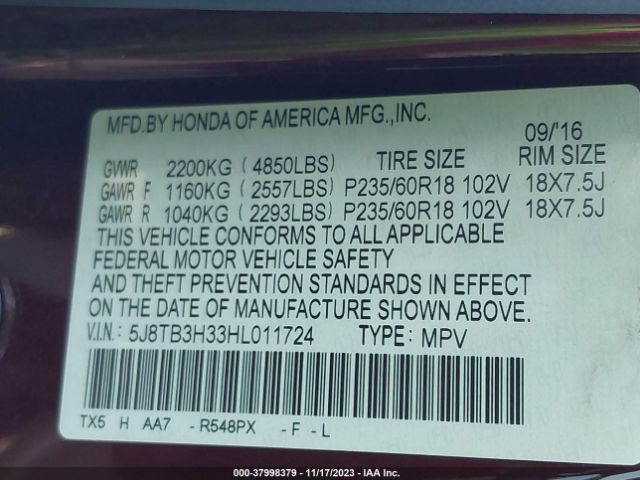 MFD.BY HONDA OF AMERICA MFG.,INC.
09/'16
GVWR 2200KG ( 4850LBS) TIRE SIZE RIM SIZE
GAWR F 1160KG ( 2557LBS) P235/60R18 102V 18X7.5J
GAWR R 1040KG ( 2293LBS) P235/60R18 102V 18X7.5J
THIS VEHICLE CONFORMS TO ALL APPLICABLE
FEDERAL MOTOR VEHICLE SAFETY
AND THEFT PREVENTION STANDARDS IN EFFECT
ON THE DATE OF MANUFACTURE SHOWN ABOVE.
V.I.N.: 5J8TB3H33HL011724 TYPE: MPV
TX5 H AA7 -R548PX -F -L
000-37998379 - 11/17/2023 - IAA Inc.